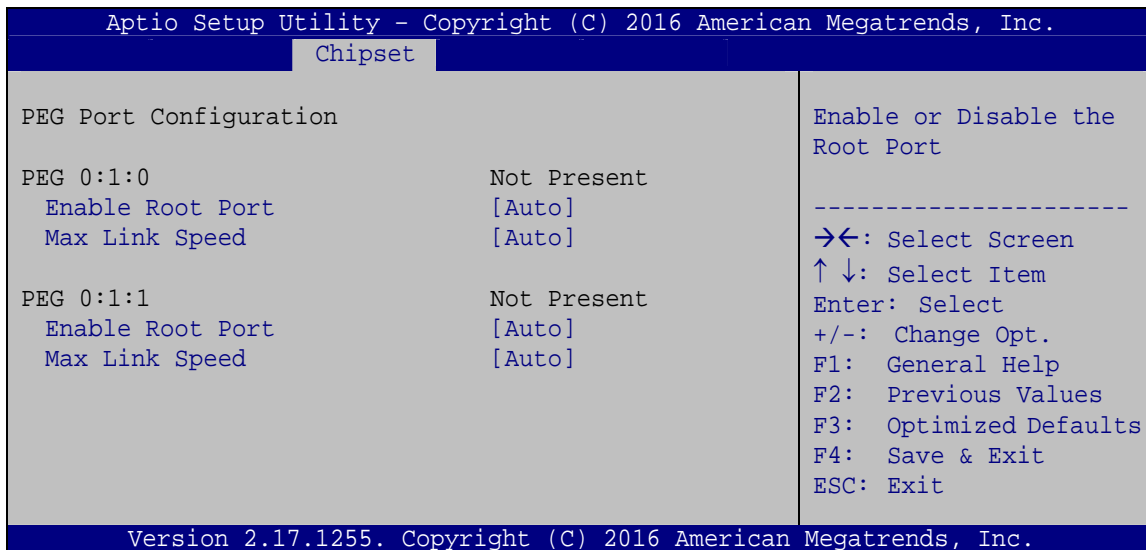 Aptio Setup Utility – Copyright (C) 2016 American Megatrends, Inc.
Chipset
PEG Port Configuration
PEG 0:1:0 Not Present
Enable Root Port [Auto]
Max Link Speed [Auto]
PEG 0:1:1 Not Present
Enable Root Port [Auto]
Max Link Speed [Auto]
Enable or Disable the
Root Port
----------------------
→←: Select Screen
↑ ↓: Select Item
Enter: Select
+/-: Change Opt.
F1: General Help
F2: Previous Values
F3: Optimized Defaults
F4: Save & Exit
ESC: Exit
Version 2.17.1255. Copyright (C) 2016 American Megatrends, Inc.